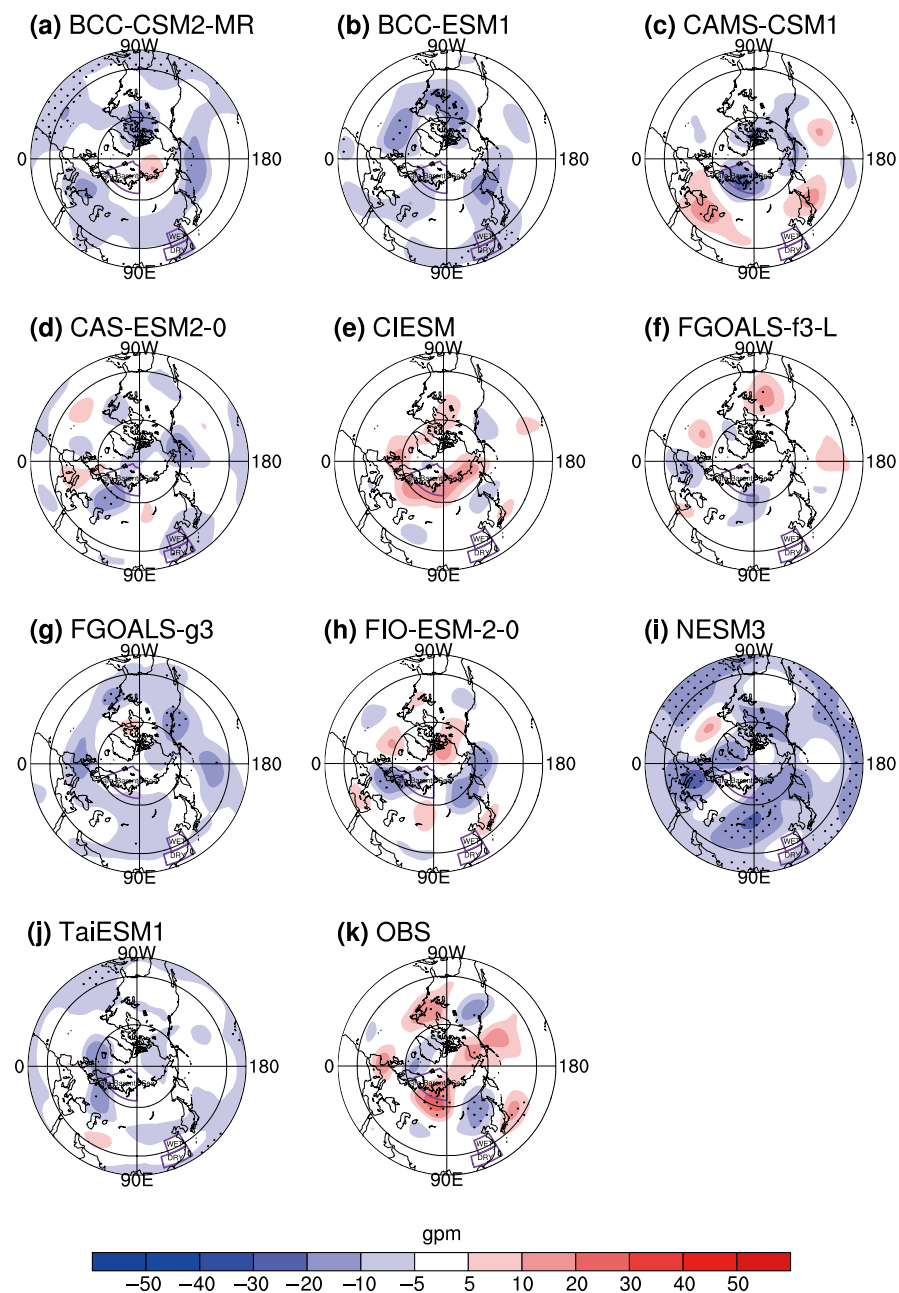 (a) BCC-CSM2-MR
(b) BCC-ESM1
(c) CAMS-CSM1
90W
90W
90W
0
180
0
180
0
180
WET
DRY
WET
DRY
WET
DRY
90E
90E
90E
(d) CAS-ESM2-0
(e) CIESM
(f) FGOALS-f3-L
90W
90W
90W
0
180
0
180
0
180
WET
DRY
WET
DRY
WET
DRY
90E
90E
90E
(g) FGOALS-g3
(h) FIO-ESM-2-0
(i) NESM3
90W
90W
90W
0
180
0
180
0
180
WET
DRY
WET
DRY
WET
DRY
90E
90E
90E
(j) TaiESM1
(k) OBS
90W
90W
0
180
0
180
WET
DRY
WET
DRY
90E
90E
gpm
−50 −40 −30 −20 −10 −5 5 10 20 30 40 50